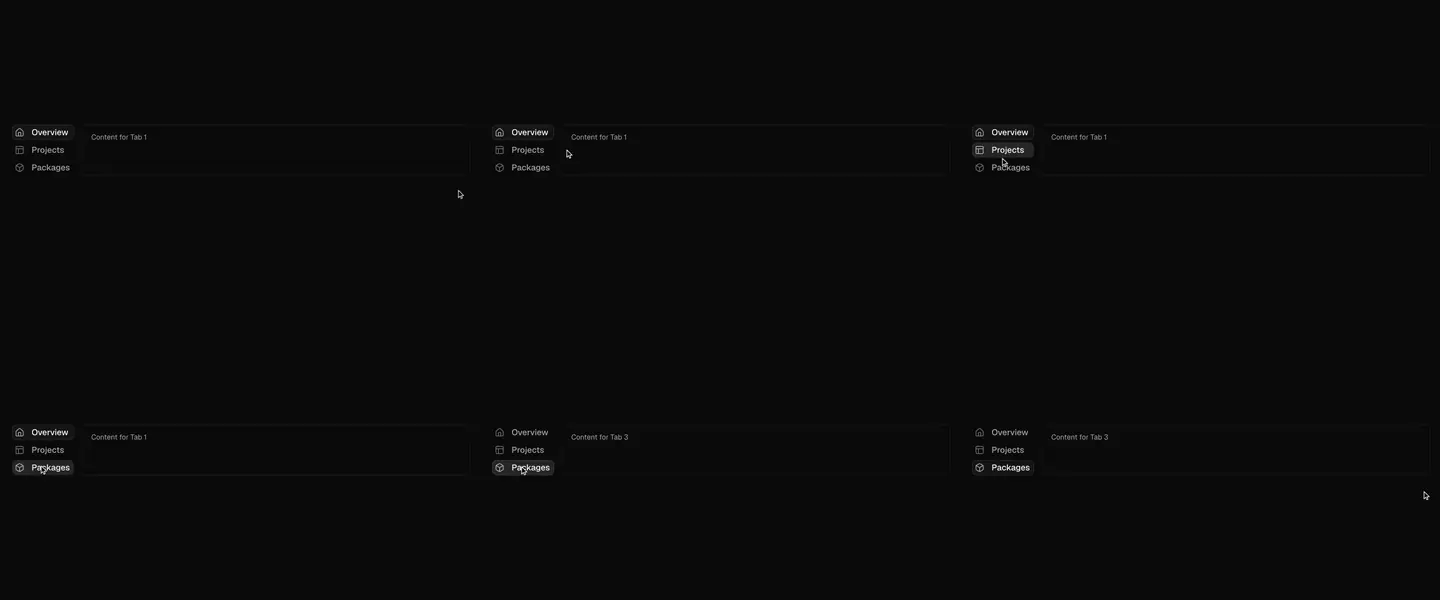 Overview
Projects
Packages
Content for Tab 1
Overview
Projects
Packages
Content for Tab 1
Overview
Projects
Packages
Content for Tab 1
Overview
Projects
Packages
Content for Tab 1
Overview
Projects
Packages
Content for Tab 3
Overview
Projects
Packages
Content for Tab 3